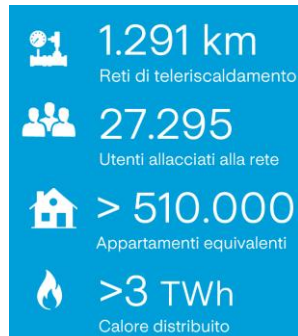 1.291 km
Reti di teleriscaldamento
27.295
Utenti allacciati alla rete
> 510.000
Appartamenti equivalenti
>3 TWh
Calore distribuito